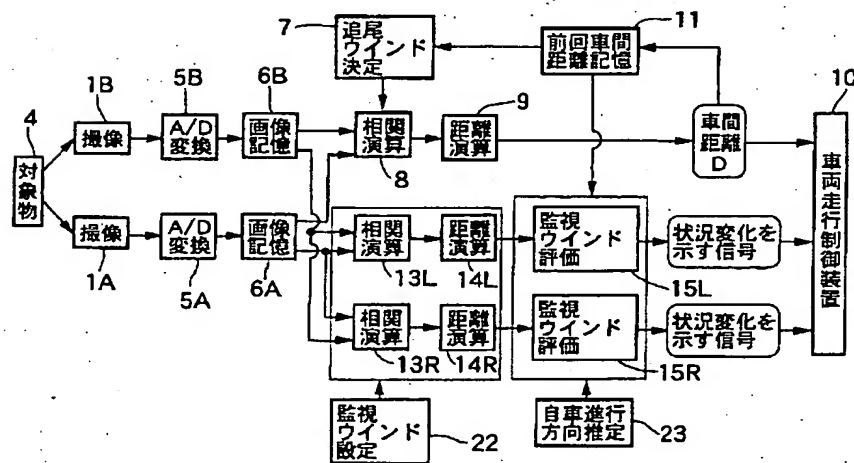 7
追尾
ウインド
決定
11
前回車間
距離記憶
10
1B
5B
6B
9
4
撮像
A/D
変換
画像
記憶
相関
演算
8
距離
演算
車間
距離D
対象物
撮像
1A
A/D
変換
5A
画像
記憶
6A
相関
演算
13L
距離
演算
14L
監視
ウインド
評価
15L
状況変化を
示す信号
車両走行制御装置
相関
演算
13R
距離
演算
14R
監視
ウインド
評価
15R
状況変化を
示す信号
監視
ウインド
設定
22
自車進行
方向推定
23